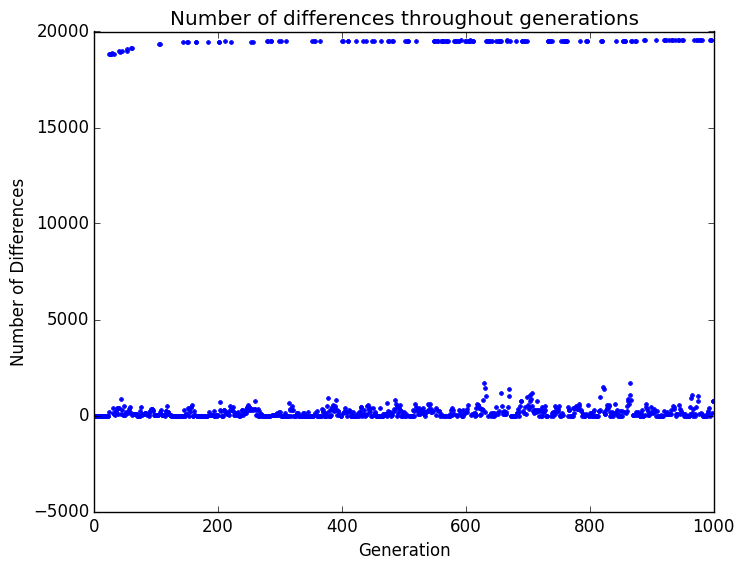 Number of differences throughout generations
20000
15000
10000
5000
0
−5000
Number of Differences
0 200 400 600 800 1000
Generation